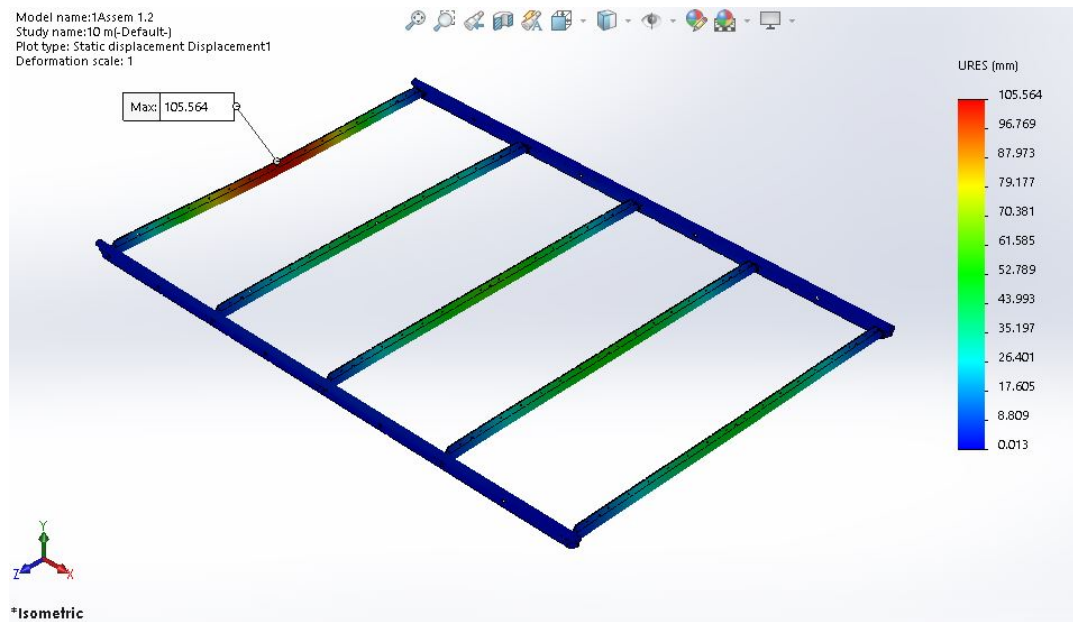 Model name:1Assem 1.2
Study name:10 m(-Default-)
Plot type: Static displacement Displacement1
Deformation scale: 1
Max: 105.564
URES (mm)
105.564
96.769
87.973
79.177
70.381
61.585
52.789
43.993
35.197
26.401
17.605
8.809
0.013
Y
Z
X
*Isometric